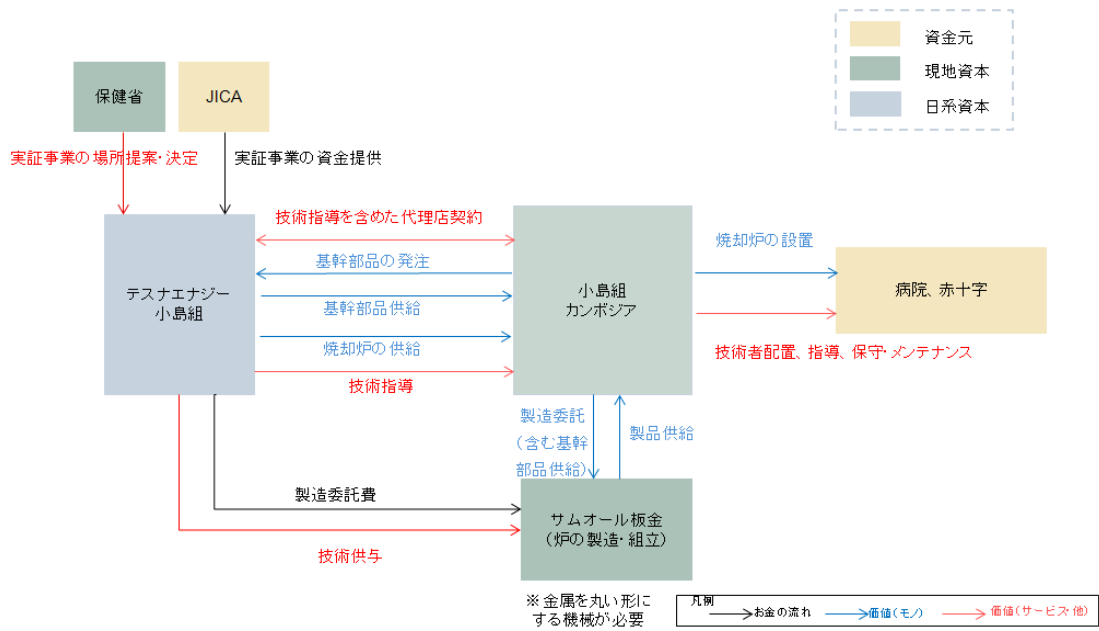 資金元
現地資本
日系資本
保健省
JICA
実証事業の場所提案・決定
実証事業の資金提供
技術指導を含めた代理店契約
基幹部品の発注
基幹部品供給
焼却炉の供給
技術指導
テスナエナジー
小島組
小島組
カンボジア
焼却炉の設置
病院、赤十字
技術者配置、指導、保守・メンテナンス
製造委託
(含む基幹
部品供給)
製品供給
製造委託費
技術供与
サムオール板金
(炉の製造・組立)
※金属を丸い形に
する機械が必要
凡例
お金の流れ
価値(モノ)
価値(サービス・他)